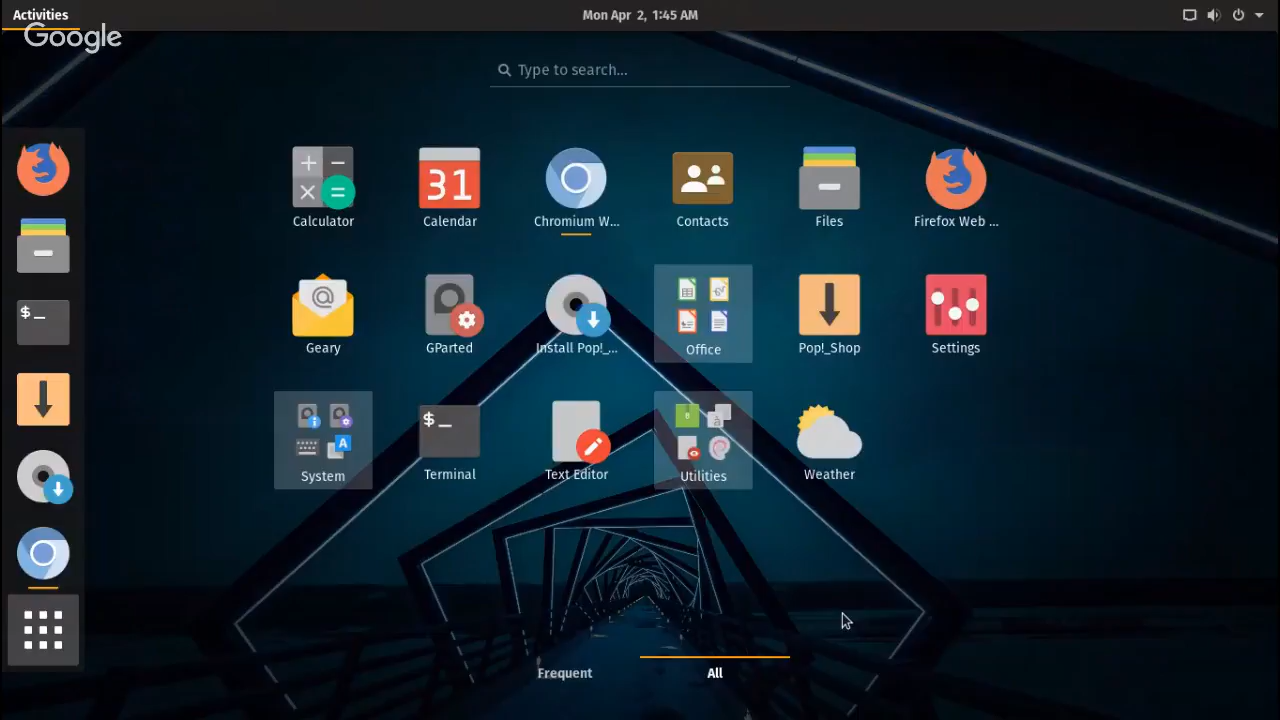 Activities
Mon Apr 2, 1:45 AM
Google
Type to search...
31
Calculator
Calendar
Chromium W...
Contacts
Files
Firefox Web ...
$_
Geary
GParted
Install Pop!_...
Office
Pop!_Shop
Settings
$_
System
Terminal
Text Editor
Utilities
Weather
Frequent
All